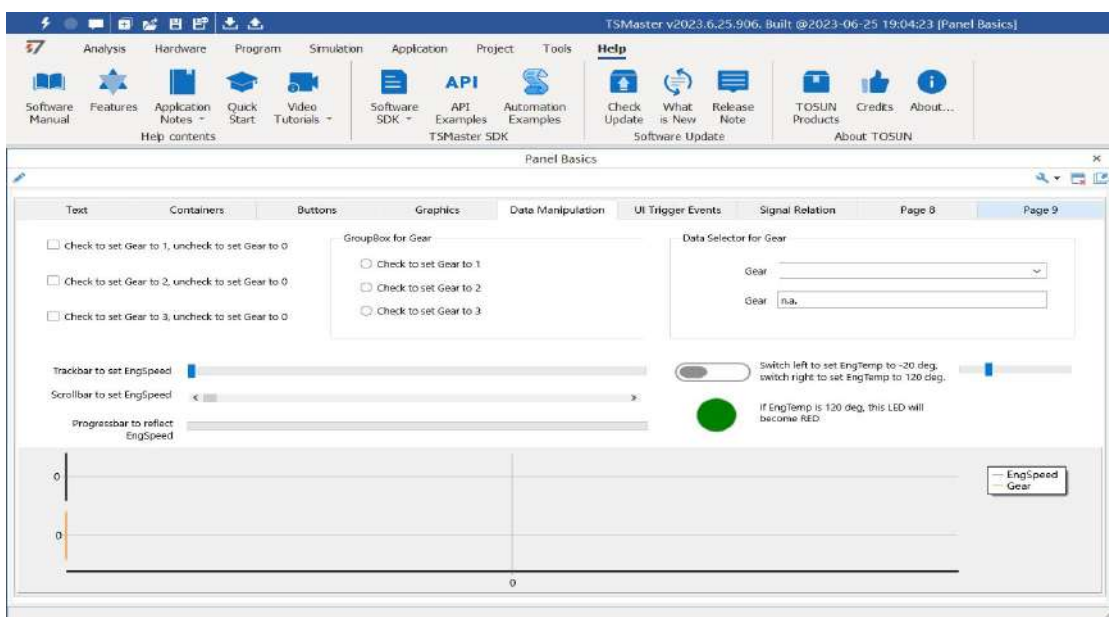 TSMaster v2023.6.25.906. Built @2023-06-25 19:04:23 [Panel Basics]
Analysis Hardware Program Simulation Application Project Tools Help
API
Software Manual
Features
Application Notes
Quick Start
Video Tutorials
Software SDK
API Examples
Automation Examples
Check Update
What is New
Release Note
TOSUN Products
Credits
About...
Help contents
TSMaster SDK
Software Update
About TOSUN
Panel Basics
Text Containers Buttons Graphics Data Manipulation UI Trigger Events Signal Relation Page 8 Page 9
Check to set Gear to 1, uncheck to set Gear to 0
Check to set Gear to 2, uncheck to set Gear to 0
Check to set Gear to 3, uncheck to set Gear to 0
GroupBox for Gear
Check to set Gear to 1
Check to set Gear to 2
Check to set Gear to 3
Data Selector for Gear
Gear
Gear n.a.
Trackbar to set EngSpeed
Scrollbar to set EngSpeed
Progressbar to reflect
EngSpeed
Switch left to set EngTemp to -20 deg,
switch right to set EngTemp to 120 deg.
If EngTemp is 120 deg, this LED will
become RED
0
0
0
EngSpeed
Gear